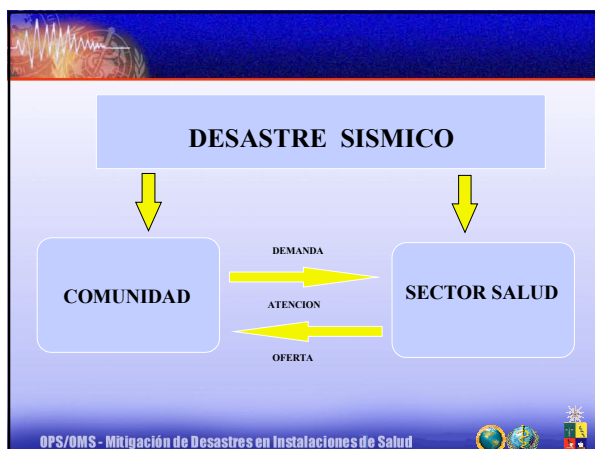 DESASTRE SISMICO
DEMANDA
COMUNIDAD
SECTOR SALUD
ATENCION
OFERTA
OPS/OMS - Mitigación de Desastres en Instalaciones de Salud